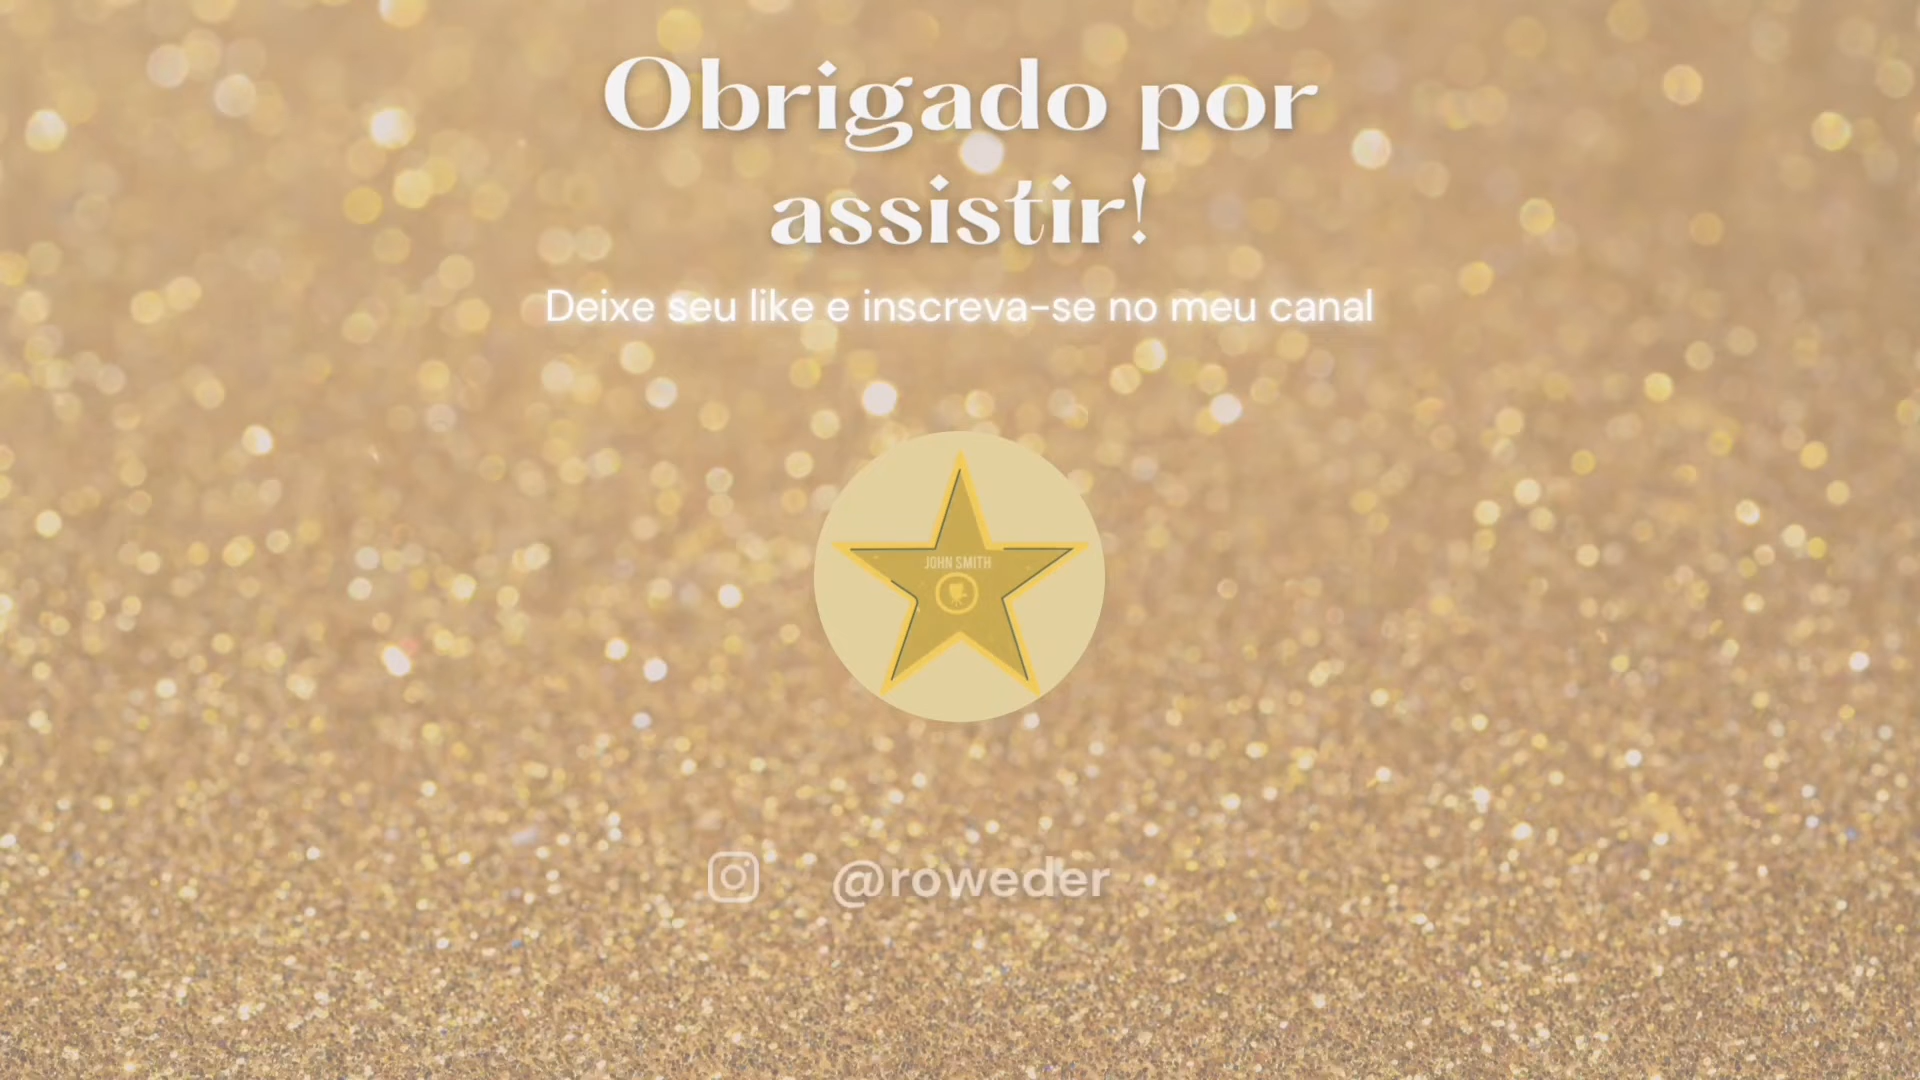 Obrigado por
assistir!
Deixe seu like e inscreva-se no meu canal
JOHN SMITH
@roweder